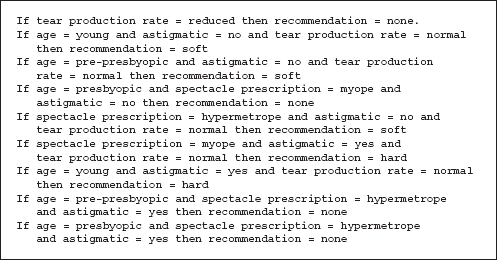 If tear production rate = reduced then recommendation = none.
If age = young and astigmatic = no and tear production rate = normal
then recommendation = soft
If age = pre-presbyopic and astigmatic = no and tear production
rate = normal then recommendation = soft
If age = presbyopic and spectacle prescription = myope and
astigmatic = no then recommendation = none
If spectacle prescription = hypermetrope and astigmatic = no and
tear production rate = normal then recommendation = soft
If spectacle prescription = myope and astigmatic = yes and
tear production rate = normal then recommendation = hard
If age = young and astigmatic = yes and tear production rate = normal
then recommendation = hard
If age = pre-presbyopic and spectacle prescription = hypermetrope
and astigmatic = yes then recommendation = none
If age = presbyopic and spectacle prescription = hypermetrope
and astigmatic = yes then recommendation = none